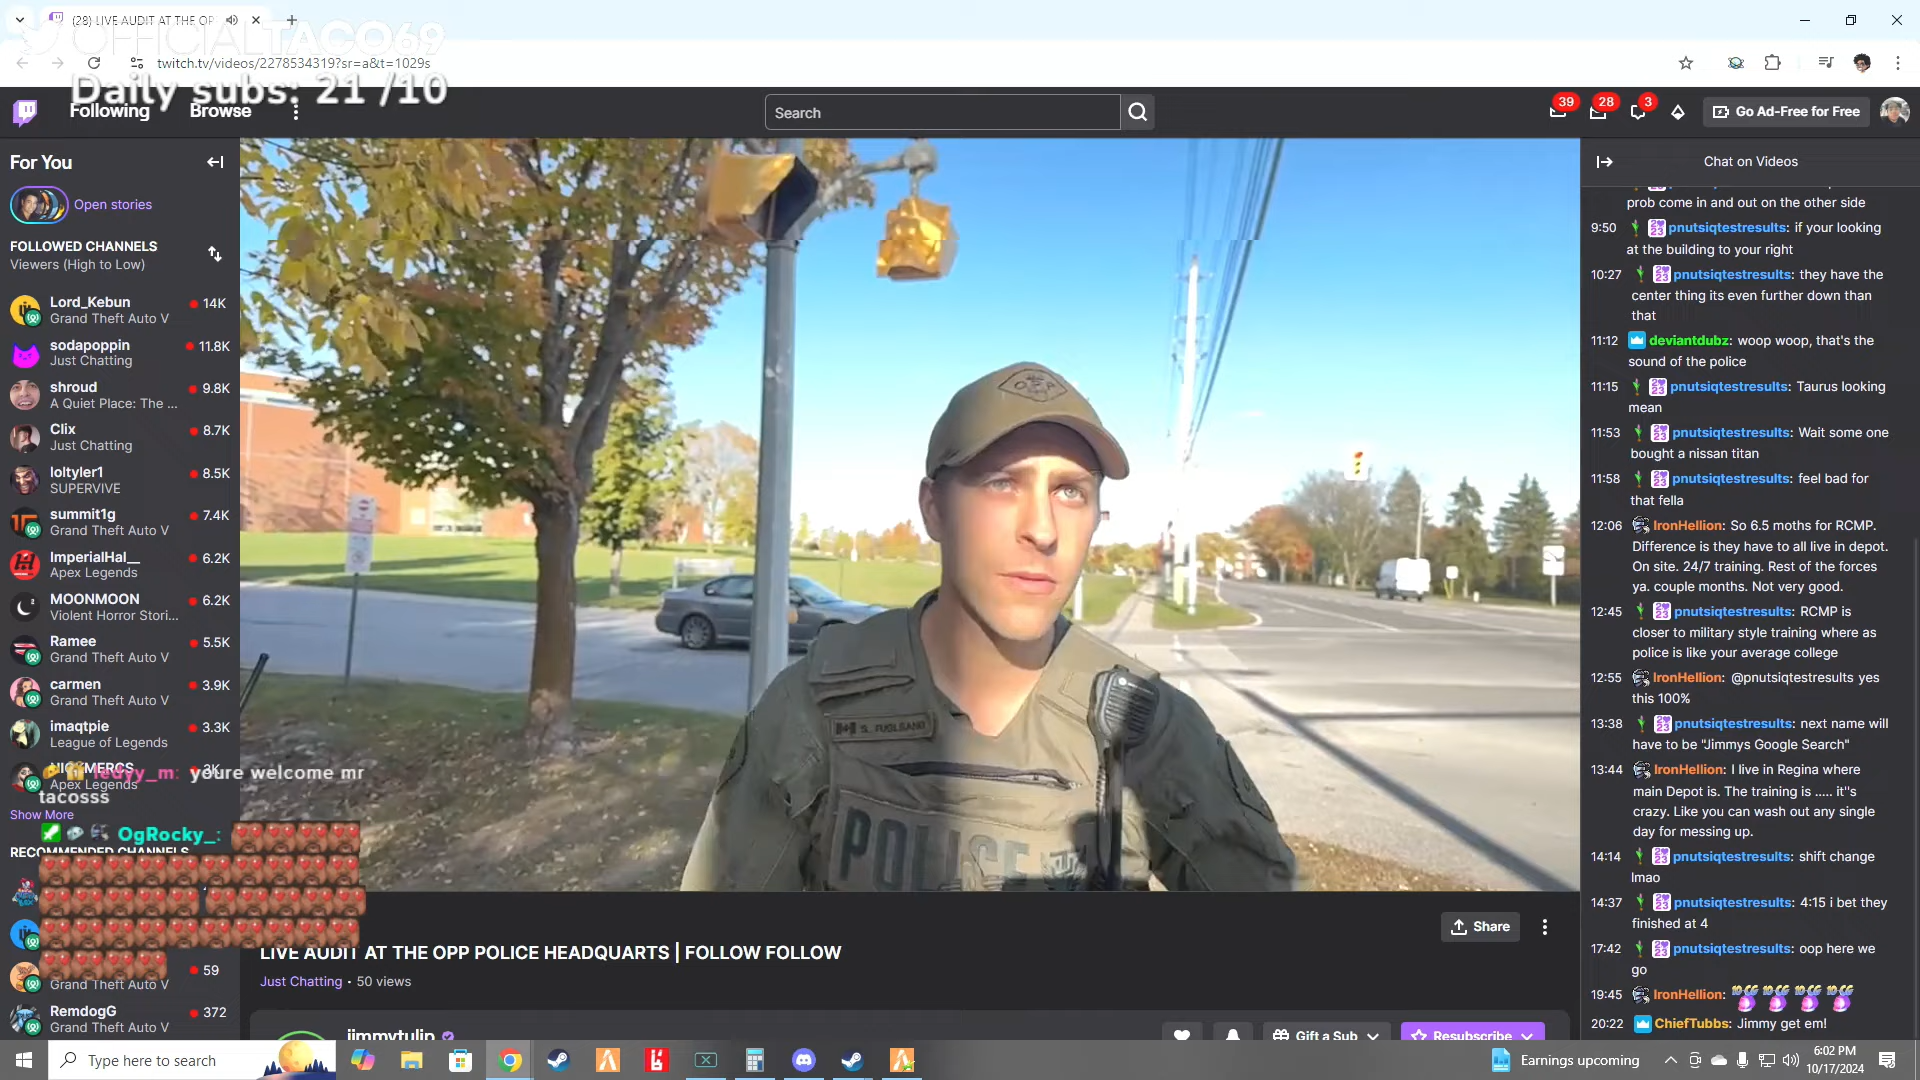 (28) LIVE AUDIT AT THE OP
OFFICIALTACO69
twitch.tv/videos/2278534319?sr=a&t=1029s
Daily subs: 21 /10
Following
Browse
Search
39
28
3
Go Ad-Free for Free
For You
Open stories
FOLLOWED CHANNELS
Viewers (High to Low)
Lord_Kebun 14K
Grand Theft Auto V
sodapoppin 11.8K
Just Chatting
shroud 9.8K
A Quiet Place: The ...
Clix 8.7K
Just Chatting
loltyler1 8.5K
SUPERVIVE
summit1g 7.4K
Grand Theft Auto V
ImperialHal__ 6.2K
Apex Legends
MOONMOON 6.2K
Violent Horror Stori...
Ramee 5.5K
Grand Theft Auto V
carmen 3.9K
Grand Theft Auto V
imaqtpie 3.3K
League of Legends
NICKMERCS 3K
Apex Legends
ledyy_m: youre welcome mr
tacosss
Show More
OgRocky_:
RECOMMENDED CHANNELS
59
Grand Theft Auto V
RemdogG 372
Grand Theft Auto V
POLICE
LIVE AUDIT AT THE OPP POLICE HEADQUARTS | FOLLOW FOLLOW
Just Chatting • 50 views
Share
jimmytulip
Gift a Sub
Resubscribe
Chat on Videos
prob come in and out on the other side
9:50 pnutsiqtestresults: if your looking
at the building to your right
10:27 pnutsiqtestresults: they have the
center thing its even further down than
that
11:12 deviantdubz: woop woop, that's the
sound of the police
11:15 pnutsiqtestresults: Taurus looking
mean
11:53 pnutsiqtestresults: Wait some one
bought a nissan titan
11:58 pnutsiqtestresults: feel bad for
that fella
12:06 IronHellion: So 6.5 moths for RCMP.
Difference is they have to all live in depot.
On site. 24/7 training. Rest of the forces
ya. couple months. Not very good.
12:45 pnutsiqtestresults: RCMP is
closer to military style training where as
police is like your average college
12:55 IronHellion: @pnutsiqtestresults yes
this 100%
13:38 pnutsiqtestresults: next name will
have to be "Jimmys Google Search"
13:44 IronHellion: I live in Regina where
main Depot is. The training is ..... it"s
crazy. Like you can wash out any single
day for messing up.
14:14 pnutsiqtestresults: shift change
lmao
14:37 pnutsiqtestresults: 4:15 i bet they
finished at 4
17:42 pnutsiqtestresults: oop here we
go
19:45 IronHellion:
20:22 ChiefTubbs: Jimmy get em!
Type here to search
Earnings upcoming
6:02 PM
10/17/2024